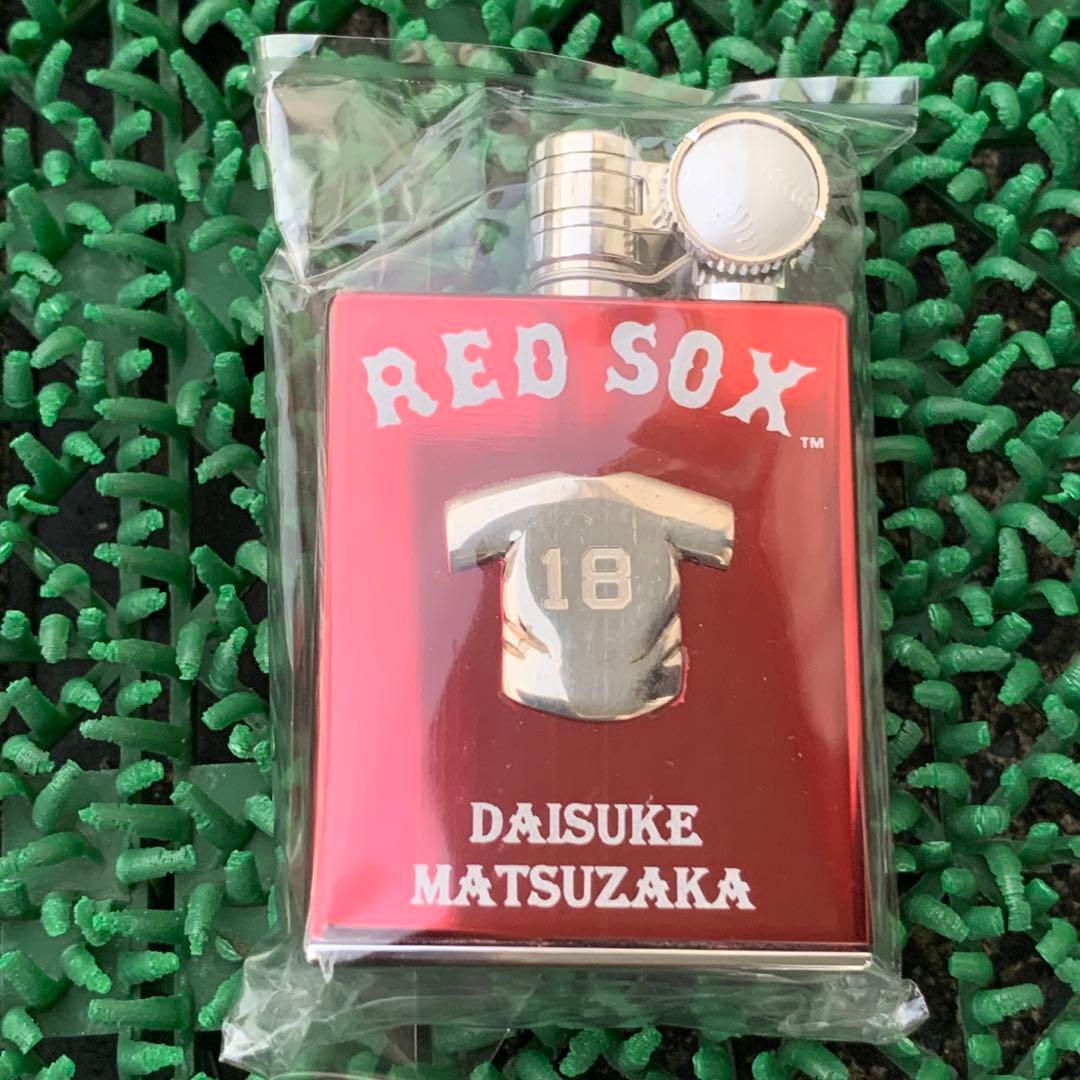 RED SOX
TM
18
DAISUKE
MATSUZAKA